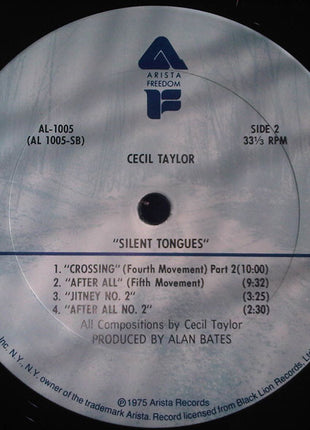 ARISTA
FREEDOM
AL-1005
(AL 1005-SB)
SIDE 2
33⅓ RPM
CECIL TAYLOR
"SILENT TONGUES"
1. "CROSSING" (Fourth Movement) Part 2(10:00)
2. "AFTER ALL" (Fifth Movement) (9:32)
3. "JITNEY NO. 2" (3:25)
4. "AFTER ALL NO. 2" (2:30)
All Compositions by Cecil Taylor
PRODUCED BY ALAN BATES
©1975 Arista Records
Inc. N.Y., N.Y. owner of the trademark Arista. Record licensed from Black Lion Records, Ltd.